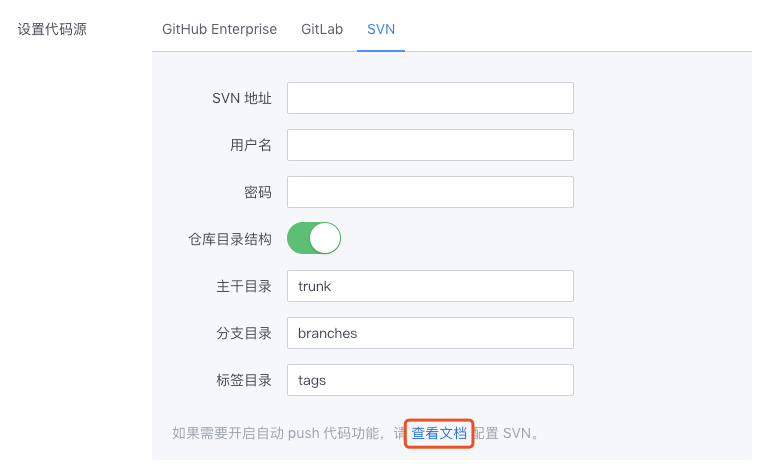 设置代码源
GitHub Enterprise GitLab SVN
SVN 地址
用户名
密码
仓库目录结构
主干目录 trunk
分支目录 branches
标签目录 tags
如果需要开启自动 push 代码功能，请 查看文档 配置 SVN。